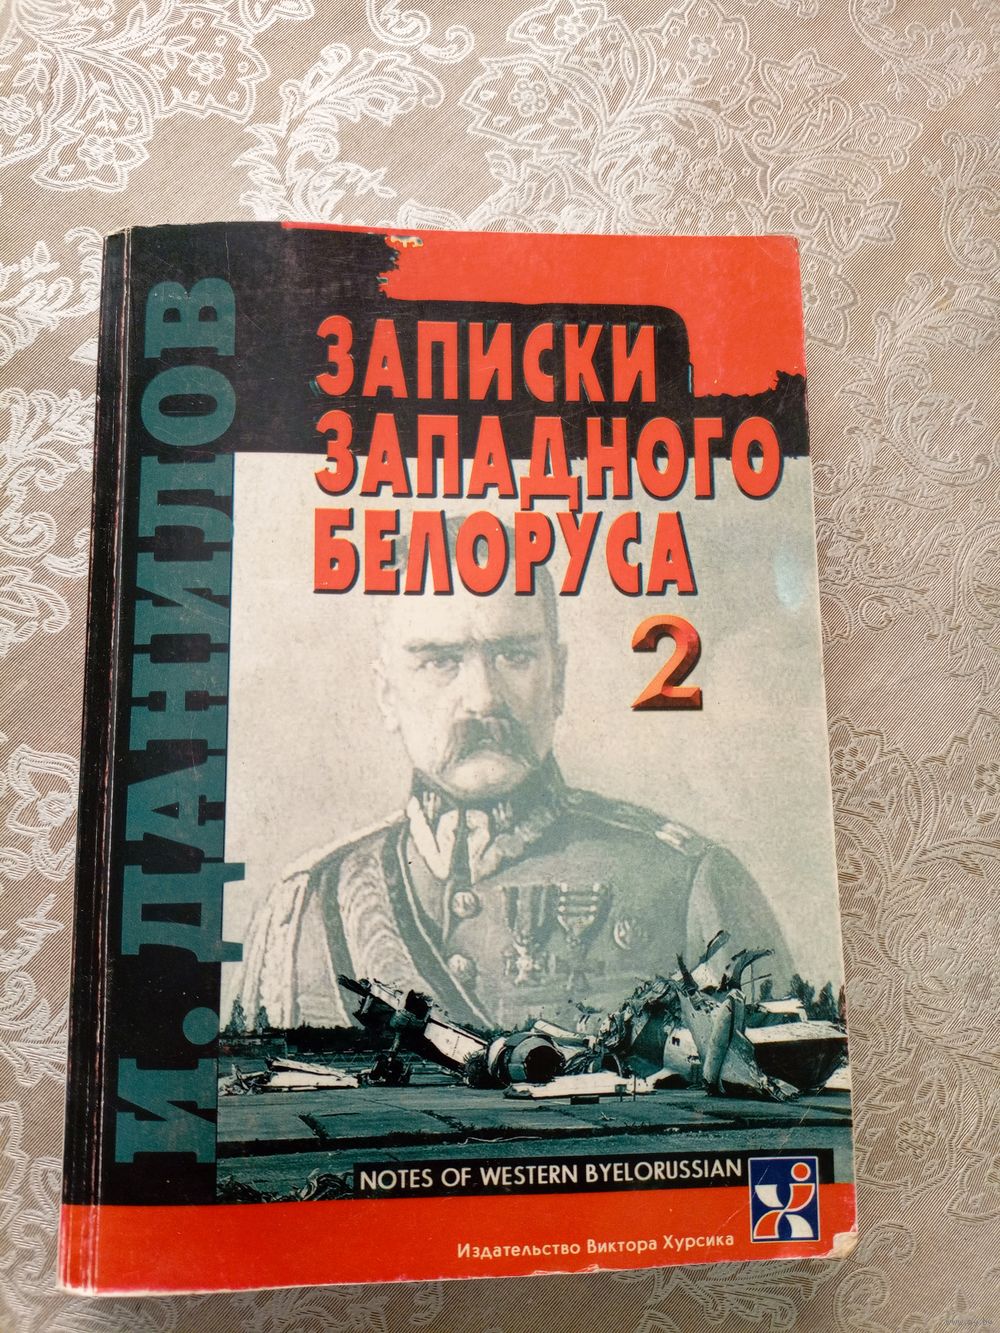 И. ДАНИЛОВ
ЗАПИСКИ
ЗАПАДНОГО
БЕЛОРУСА
2
NOTES OF WESTERN BYELORUSSIAN
Издательство Виктора Хурсика